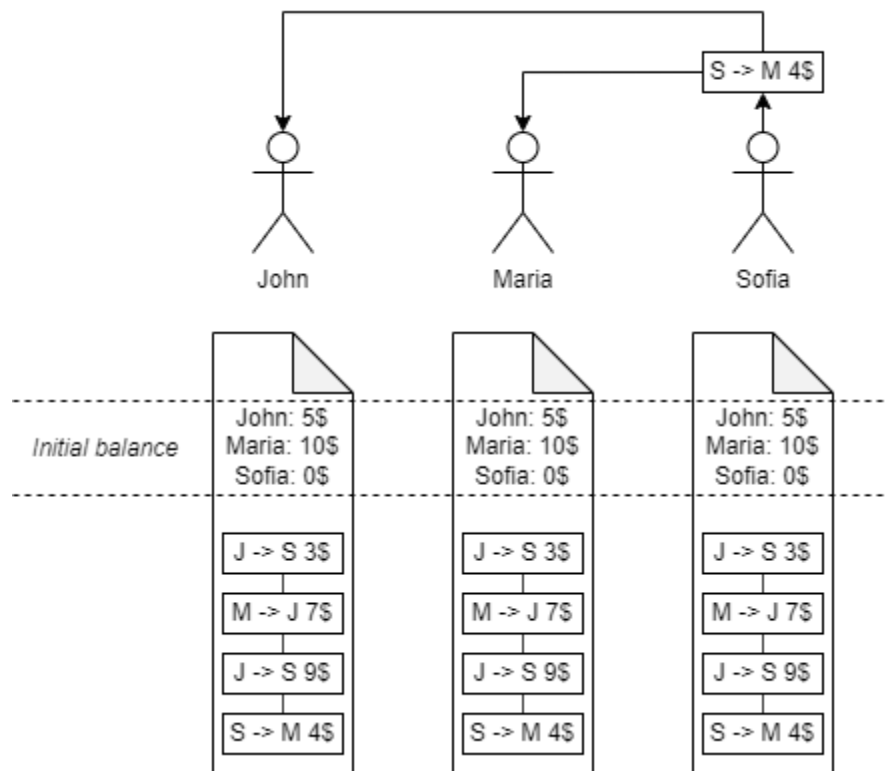 S -> M 4$
John
Maria
Sofia
Initial balance
John: 5$
Maria: 10$
Sofia: 0$
John: 5$
Maria: 10$
Sofia: 0$
John: 5$
Maria: 10$
Sofia: 0$
J -> S 3$
J -> S 3$
J -> S 3$
M -> J 7$
M -> J 7$
M -> J 7$
J -> S 9$
J -> S 9$
J -> S 9$
S -> M 4$
S -> M 4$
S -> M 4$